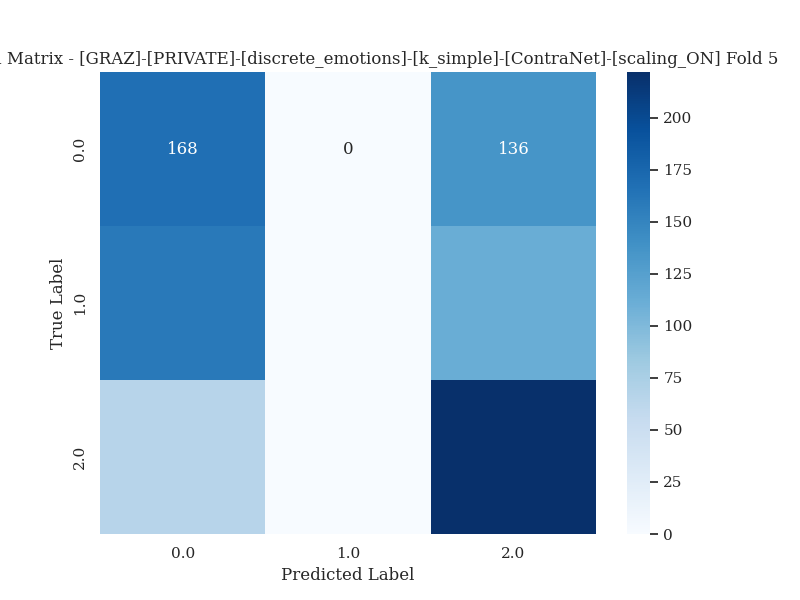 Matrix - [GRAZ]-[PRIVATE]-[discrete_emotions]-[k_simple]-[ContraNet]-[scaling_ON] Fold 5
168 0 136
0.0
1.0
2.0
True Label
0.0 1.0 2.0
Predicted Label
200
175
150
125
100
75
50
25
0